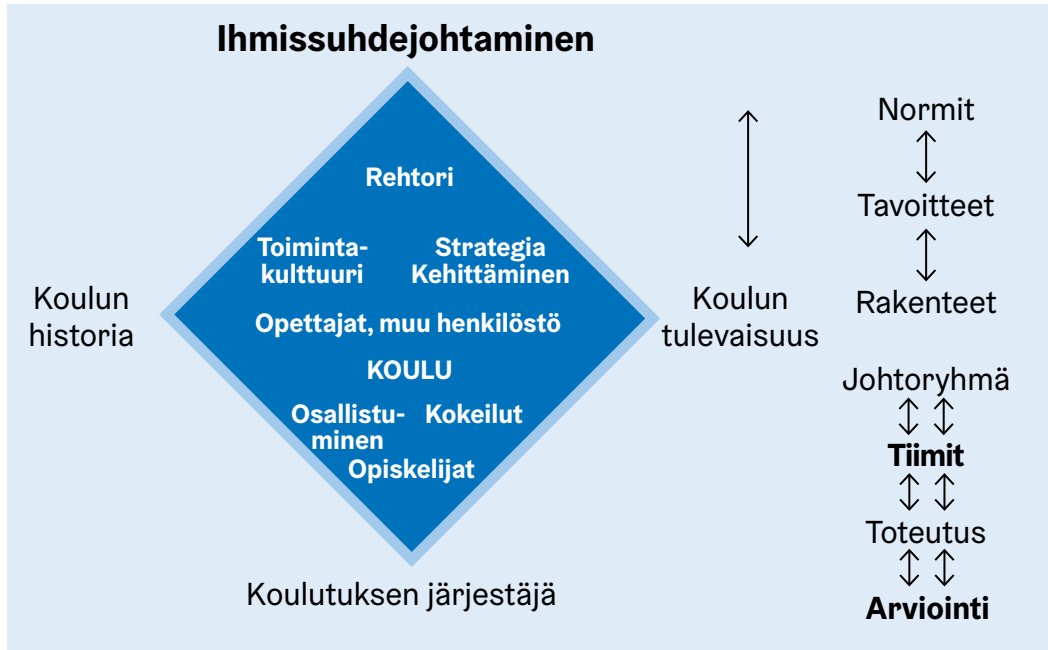 Ihmissuhdejohtaminen
Koulun
historia
Rehtori
Toiminta-
kulttuuri
Strategia
Kehittäminen
Opettajat, muu henkilöstö
KOULU
Osallistu-
minen
Kokeilut
Opiskelijat
Koulutuksen järjestäjä
Koulun
tulevaisuus
Normit
Tavoitteet
Rakenteet
Johtoryhmä
Tiimit
Toteutus
Arviointi